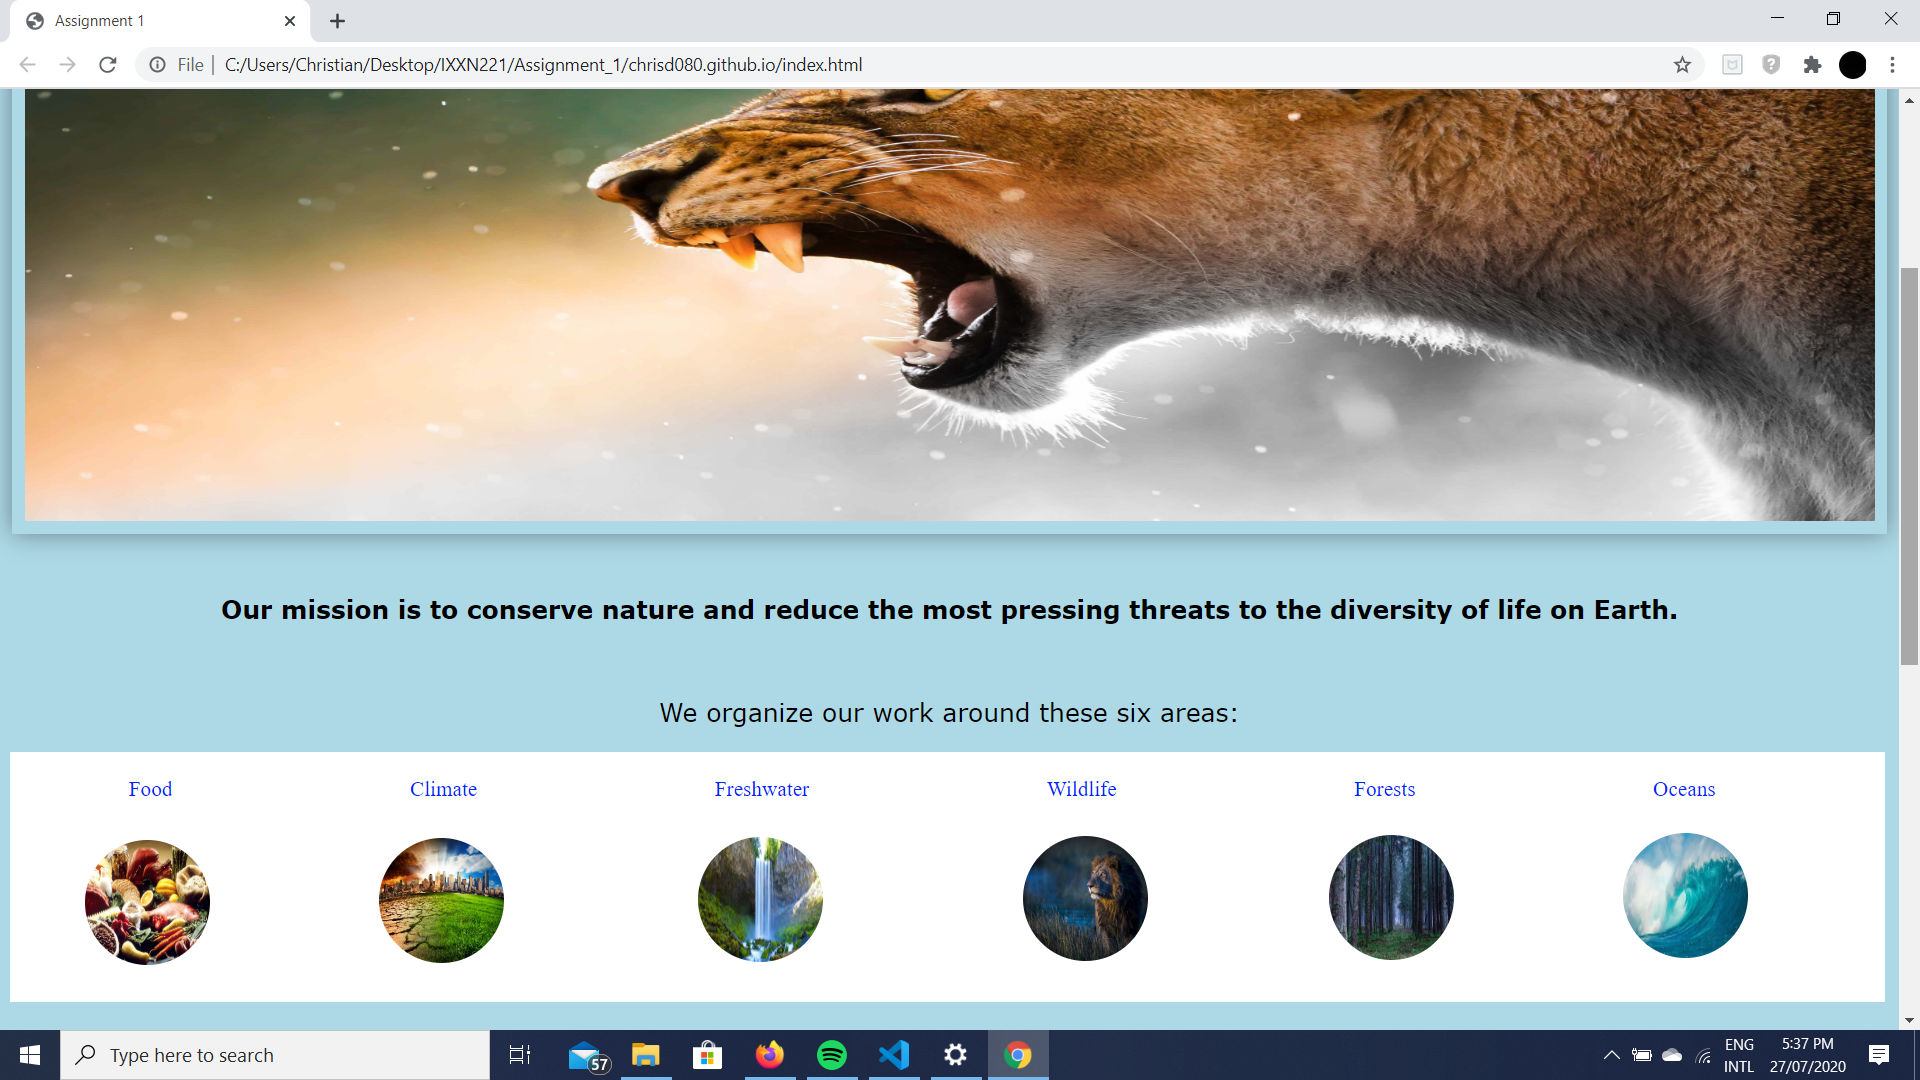 Assignment 1
File | C:/Users/Christian/Desktop/IXXN221/Assignment_1/chrisd080.github.io/index.html
Our mission is to conserve nature and reduce the most pressing threats to the diversity of life on Earth.
We organize our work around these six areas:
Food Climate Freshwater Wildlife Forests Oceans
Type here to search
57
ENG
INTL
5:37 PM
27/07/2020